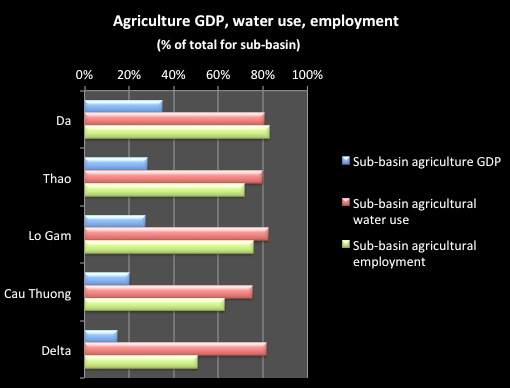 Agriculture GDP, water use, employment
(% of total for sub-basin)
0% 20% 40% 60% 80% 100%
Da
Thao
Lo Gam
Cau Thuong
Delta
Sub-basin agriculture GDP
Sub-basin agricultural
water use
Sub-basin agricultural
employment